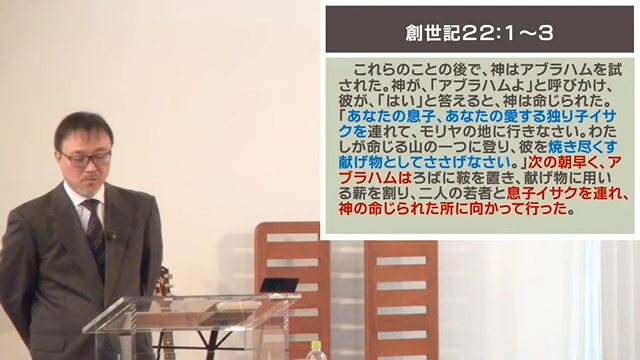 創世記22:1～3
これらのことの後で、神はアブラハムを試
された。神が、「アブラハムよ」と呼びかけ、
彼が、「はい」と答えると、神は命じられた。
「あなたの息子、あなたの愛する独り子イサ
クを連れて、モリヤの地に行きなさい。わた
しが命じる山の一つに登り、彼を焼き尽くす
献げ物としてささげなさい。」次の朝早く、ア
ブラハムはろばに鞍を置き、献げ物に用い
る薪を割り、二人の若者と息子イサクを連れ、
神の命じられた所に向かって行った。